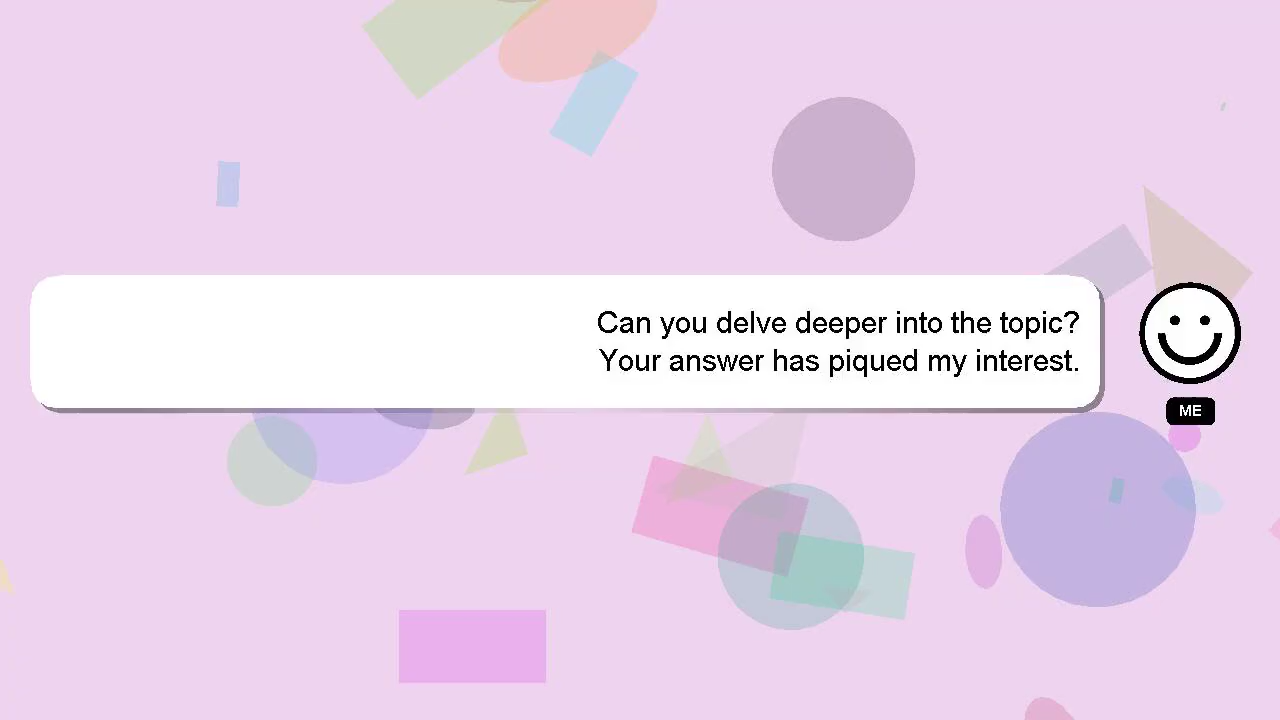 Can you delve deeper into the topic?
Your answer has piqued my interest.
ME